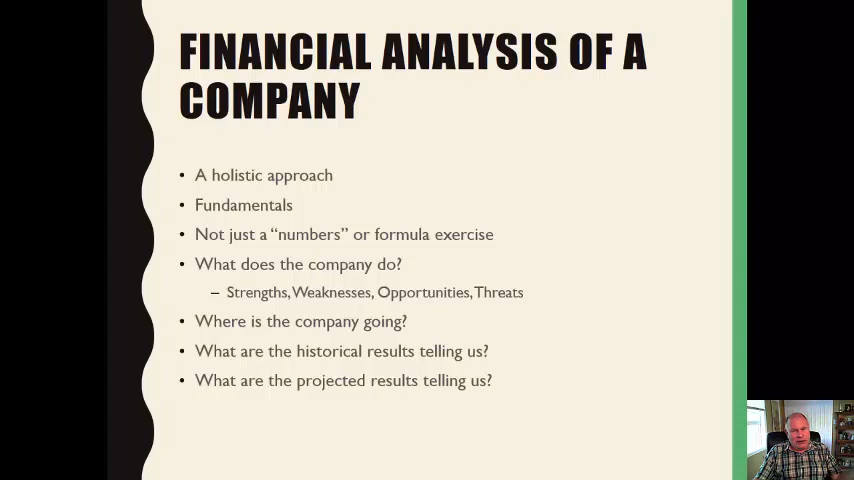 FINANCIAL ANALYSIS OF A
COMPANY
• A holistic approach
• Fundamentals
• Not just a “numbers” or formula exercise
• What does the company do?
– Strengths, Weaknesses, Opportunities, Threats
• Where is the company going?
• What are the historical results telling us?
• What are the projected results telling us?